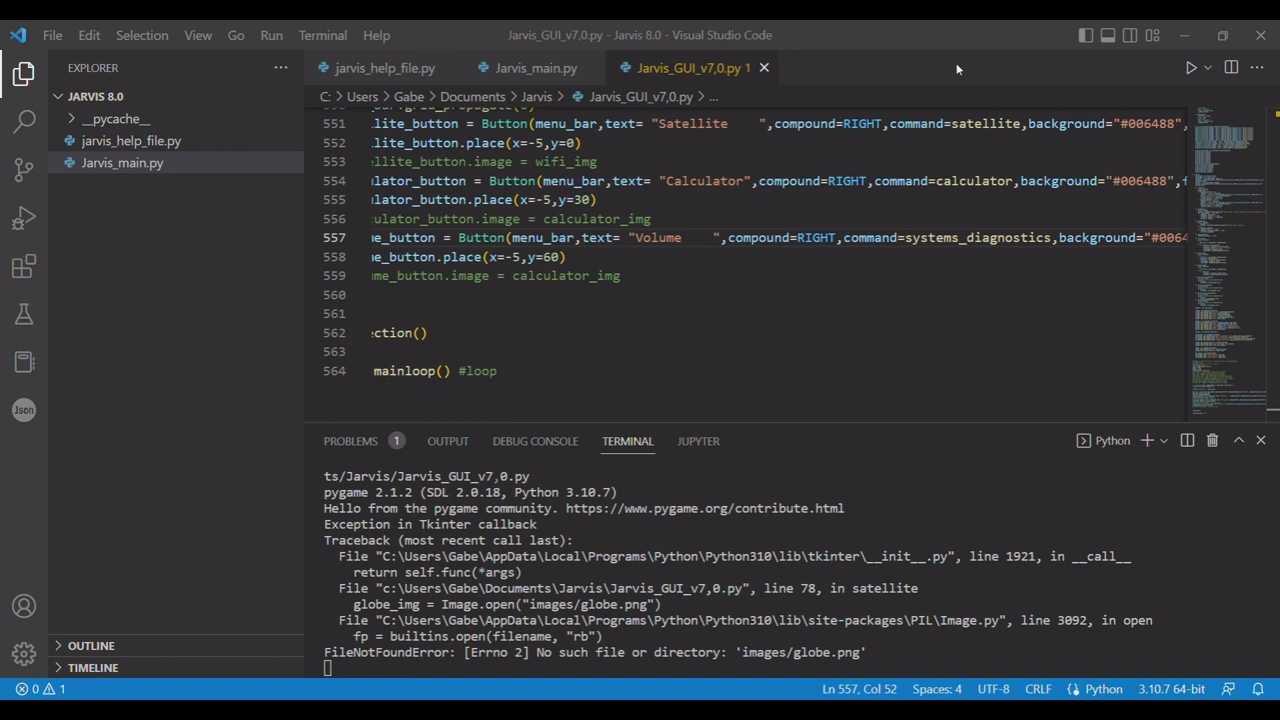 File Edit Selection View Go Run Terminal Help
Jarvis_GUI_v7,0.py - Jarvis 8.0 - Visual Studio Code
EXPLORER
JARVIS 8.0
__pycache__
jarvis_help_file.py
Jarvis_main.py
jarvis_help_file.py
Jarvis_main.py
Jarvis_GUI_v7,0.py 1
C: > Users > Gabe > Documents > Jarvis > Jarvis_GUI_v7,0.py > ...
551 llite_button = Button(menu_bar,text= "Satellite    ",compound=RIGHT,command=satellite,background="#006488",
552 llite_button.place(x=-5,y=0)
553 ellite_button.image = wifi_img
554 ulator_button = Button(menu_bar,text= "Calculator",compound=RIGHT,command=calculator,background="#006488",f
555 ulator_button.place(x=-5,y=30)
556 culator_button.image = calculator_img
557 me_button = Button(menu_bar,text= "Volume    ",compound=RIGHT,command=systems_diagnostics,background="#0064
558 me_button.place(x=-5,y=60)
559 ume_button.image = calculator_img
560
561
562 ection()
563
564 mainloop() #loop
PROBLEMS 1 OUTPUT DEBUG CONSOLE TERMINAL JUPYTER
Python
ts/Jarvis/Jarvis_GUI_v7,0.py
pygame 2.1.2 (SDL 2.0.18, Python 3.10.7)
Hello from the pygame community. https://www.pygame.org/contribute.html
Exception in Tkinter callback
Traceback (most recent call last):
File "C:\Users\Gabe\AppData\Local\Programs\Python\Python310\lib\tkinter\__init__.py", line 1921, in __call__
return self.func(*args)
File "c:\Users\Gabe\Documents\Jarvis\Jarvis_GUI_v7,0.py", line 78, in satellite
globe_img = Image.open("images/globe.png")
File "C:\Users\Gabe\AppData\Local\Programs\Python\Python310\lib\site-packages\PIL\Image.py", line 3092, in open
fp = builtins.open(filename, "rb")
FileNotFoundError: [Errno 2] No such file or directory: 'images/globe.png'
Json
OUTLINE
TIMELINE
0 1
Ln 557, Col 52 Spaces: 4 UTF-8 CRLF Python 3.10.7 64-bit